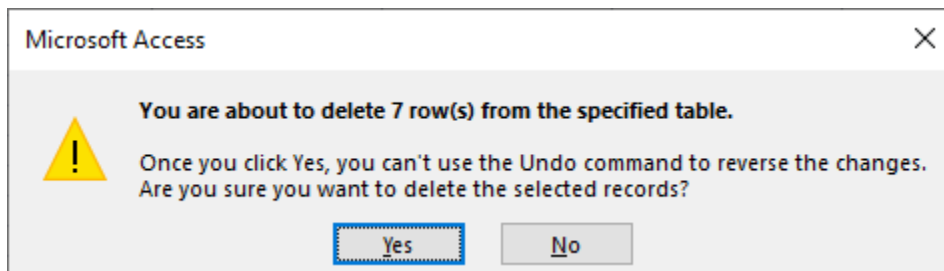 Microsoft Access
You are about to delete 7 row(s) from the specified table.
Once you click Yes, you can't use the Undo command to reverse the changes.
Are you sure you want to delete the selected records?
Yes No